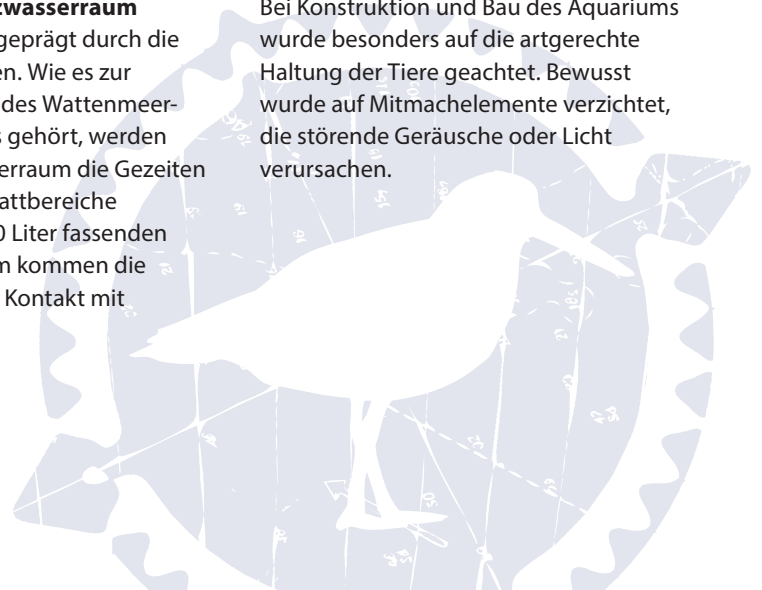 zwasserraum
geprägt durch die
en. Wie es zur
des Wattenmeer-
s gehört, werden
erraum die Gezeiten
attbereiche
0 Liter fassenden
m kommen die
Kontakt mit
Bei Konstruktion und Bau des Aquariums
wurde besonders auf die artgerechte
Haltung der Tiere geachtet. Bewusst
wurde auf Mitmachelemente verzichtet,
die störende Geräusche oder Licht
verursachen.